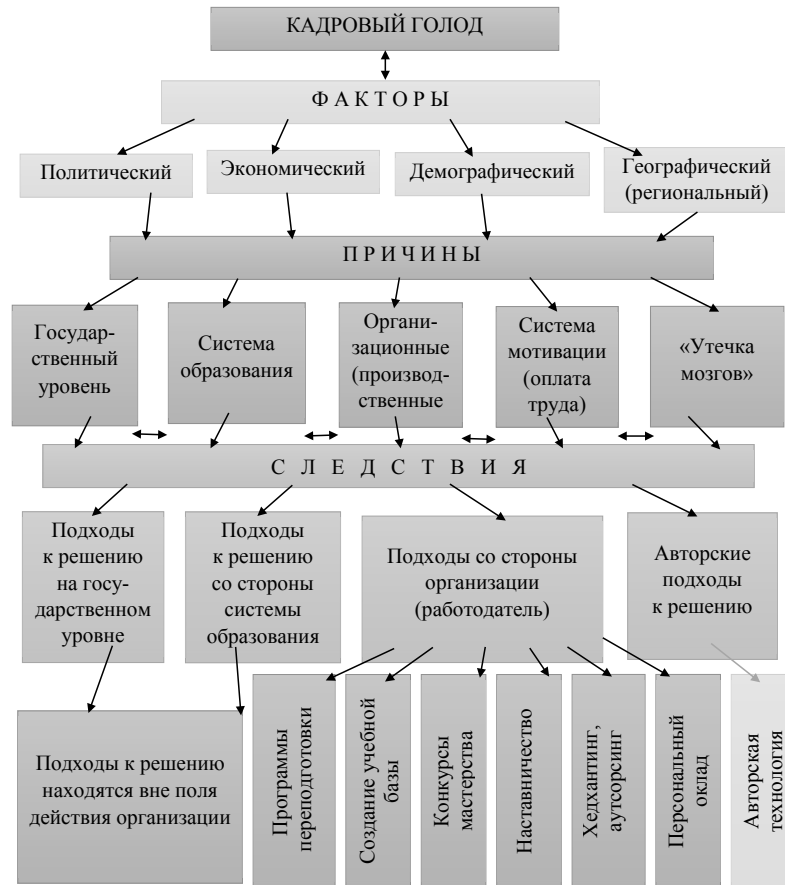 КАДРОВЫЙ ГОЛОД
Ф А К Т О Р Ы
Политический
Экономический
Демографический
Географический
(региональный)
П Р И Ч И Н Ы
Государ-
ственный
уровень
Система
образования
Органи-
зационные
(производ-
ственные
Система
мотивации
(оплата
труда)
«Утечка
мозгов»
С Л Е Д С Т В И Я
Подходы
к решению
на госу-
дарственном
уровне
Подходы
к решению
со стороны
системы
образования
Подходы со стороны
организации
(работодатель)
Авторские
подходы
к решению
Подходы к решению
находятся вне поля
действия организации
Программы
переподготовки
Создание учебной
базы
Конкурсы
мастерства
Наставничество
Хедхантинг,
аутсорсинг
Персональный
оклад
Авторская
технология